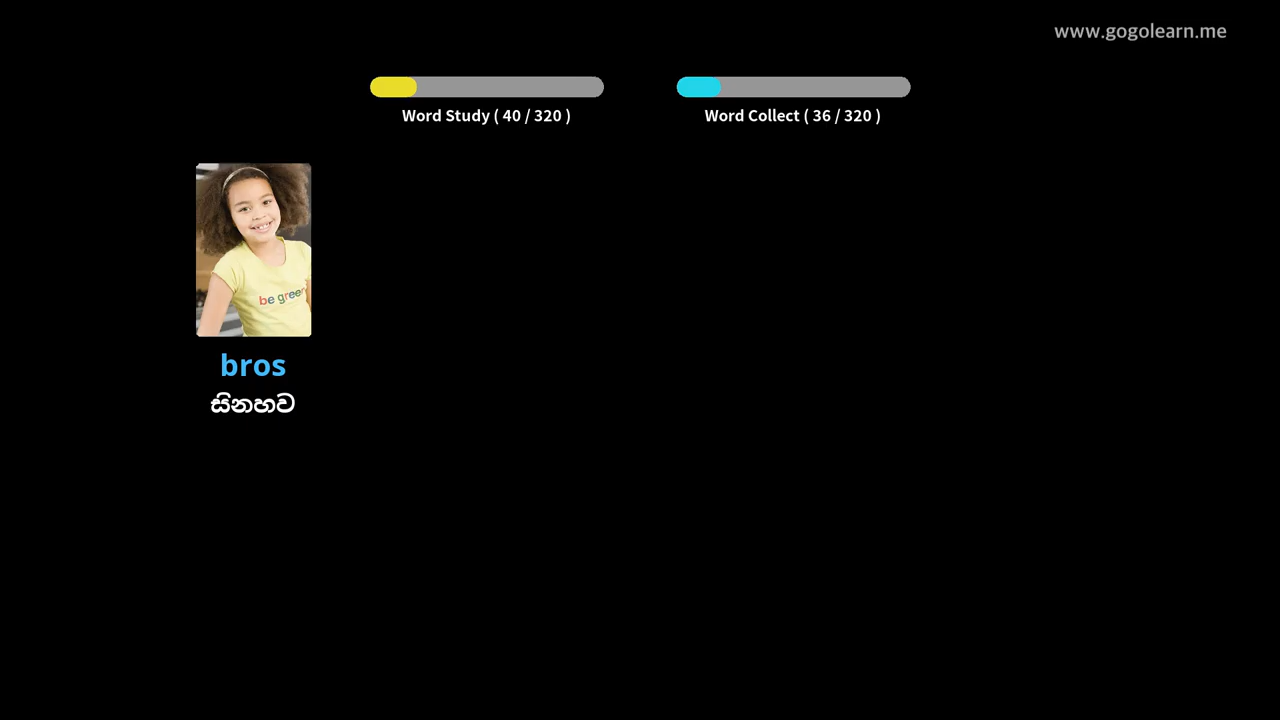 www.gogolearn.me
Word Study ( 40 / 320 )
Word Collect ( 36 / 320 )
be green
bros
සිනහව